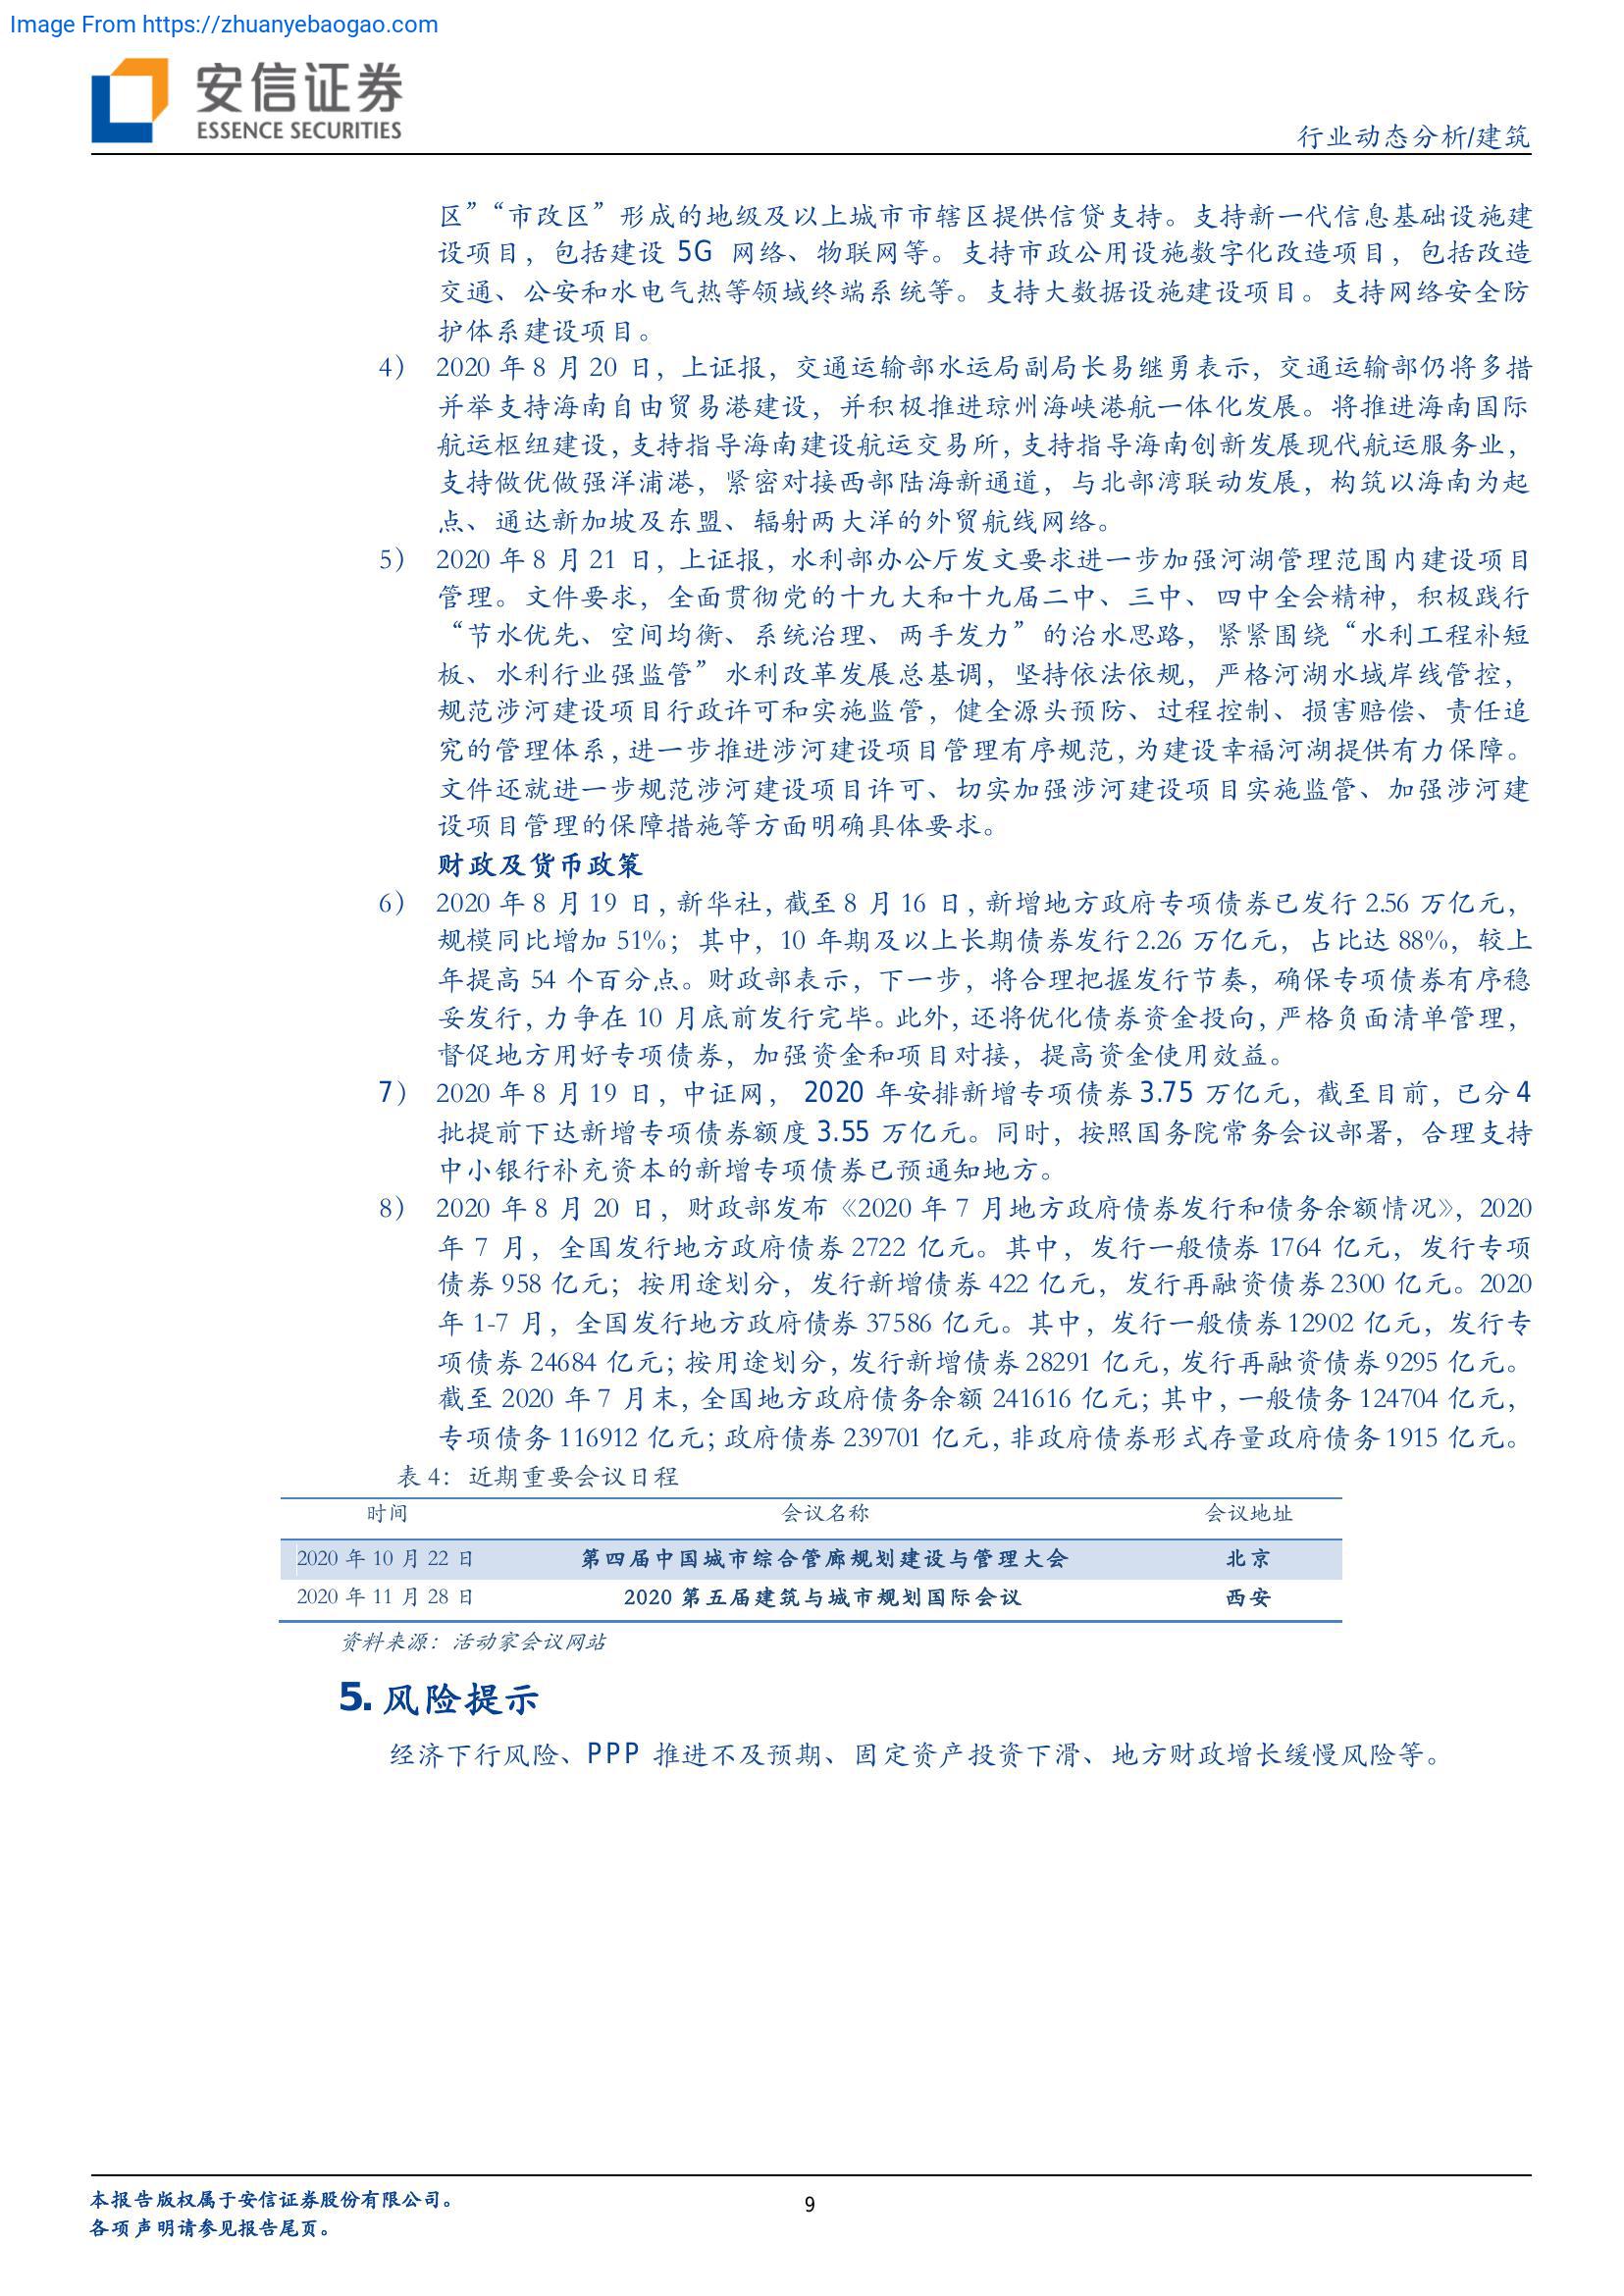 Image From https://zhuanyebaogao.com
安信证券
ESSENCE SECURITIES
行业动态分析/建筑
区”“市改区”形成的地级及以上城市市辖区提供信贷支持。支持新一代信息基础设施建
设项目，包括建设 5G 网络、物联网等。支持市政公用设施数字化改造项目，包括改造
交通、公安和水电气热等领域终端系统等。支持大数据设施建设项目。支持网络安全防
护体系建设项目。
4） 2020 年 8 月 20 日，上证报，交通运输部水运局副局长易继勇表示，交通运输部仍将多措
并举支持海南自由贸易港建设，并积极推进琼州海峡港航一体化发展。将推进海南国际
航运枢纽建设，支持指导海南建设航运交易所，支持指导海南创新发展现代航运服务业，
支持做优做强洋浦港，紧密对接西部陆海新通道，与北部湾联动发展，构筑以海南为起
点、通达新加坡及东盟、辐射两大洋的外贸航线网络。
5） 2020 年 8 月 21 日，上证报，水利部办公厅发文要求进一步加强河湖管理范围内建设项目
管理。文件要求，全面贯彻党的十九大和十九届二中、三中、四中全会精神，积极践行
“节水优先、空间均衡、系统治理、两手发力”的治水思路，紧紧围绕“水利工程补短
板、水利行业强监管”水利改革发展总基调，坚持依法依规，严格河湖水域岸线管控，
规范涉河建设项目行政许可和实施监管，健全源头预防、过程控制、损害赔偿、责任追
究的管理体系，进一步推进涉河建设项目管理有序规范，为建设幸福河湖提供有力保障。
文件还就进一步规范涉河建设项目许可、切实加强涉河建设项目实施监管、加强涉河建
设项目管理的保障措施等方面明确具体要求。
财政及货币政策
6） 2020 年 8 月 19 日，新华社，截至 8 月 16 日，新增地方政府专项债券已发行 2.56 万亿元，
规模同比增加 51%；其中，10 年期及以上长期债券发行 2.26 万亿元，占比达 88%，较上
年提高 54 个百分点。财政部表示，下一步，将合理把握发行节奏，确保专项债券有序稳
妥发行，力争在 10 月底前发行完毕。此外，还将优化债券资金投向，严格负面清单管理，
督促地方用好专项债券，加强资金和项目对接，提高资金使用效益。
7） 2020 年 8 月 19 日，中证网， 2020 年安排新增专项债券 3.75 万亿元，截至目前，已分 4
批提前下达新增专项债券额度 3.55 万亿元。同时，按照国务院常务会议部署，合理支持
中小银行补充资本的新增专项债券已预通知地方。
8） 2020 年 8 月 20 日，财政部发布《2020 年 7 月地方政府债券发行和债务余额情况》，2020
年 7 月，全国发行地方政府债券 2722 亿元。其中，发行一般债券 1764 亿元，发行专项
债券 958 亿元；按用途划分，发行新增债券 422 亿元，发行再融资债券 2300 亿元。2020
年 1-7 月，全国发行地方政府债券 37586 亿元。其中，发行一般债券 12902 亿元，发行专
项债券 24684 亿元；按用途划分，发行新增债券 28291 亿元，发行再融资债券 9295 亿元。
截至 2020 年 7 月末，全国地方政府债务余额 241616 亿元；其中，一般债务 124704 亿元，
专项债务 116912 亿元；政府债券 239701 亿元，非政府债券形式存量政府债务 1915 亿元。
表 4：近期重要会议日程
时间 会议名称 会议地址
2020 年 10 月 22 日 第四届中国城市综合管廊规划建设与管理大会 北京
2020 年 11 月 28 日 2020 第五届建筑与城市规划国际会议 西安
资料来源：活动家会议网站
5. 风险提示
经济下行风险、PPP 推进不及预期、固定资产投资下滑、地方财政增长缓慢风险等。
本报告版权属于安信证券股份有限公司。
9
各项声明请参见报告尾页。